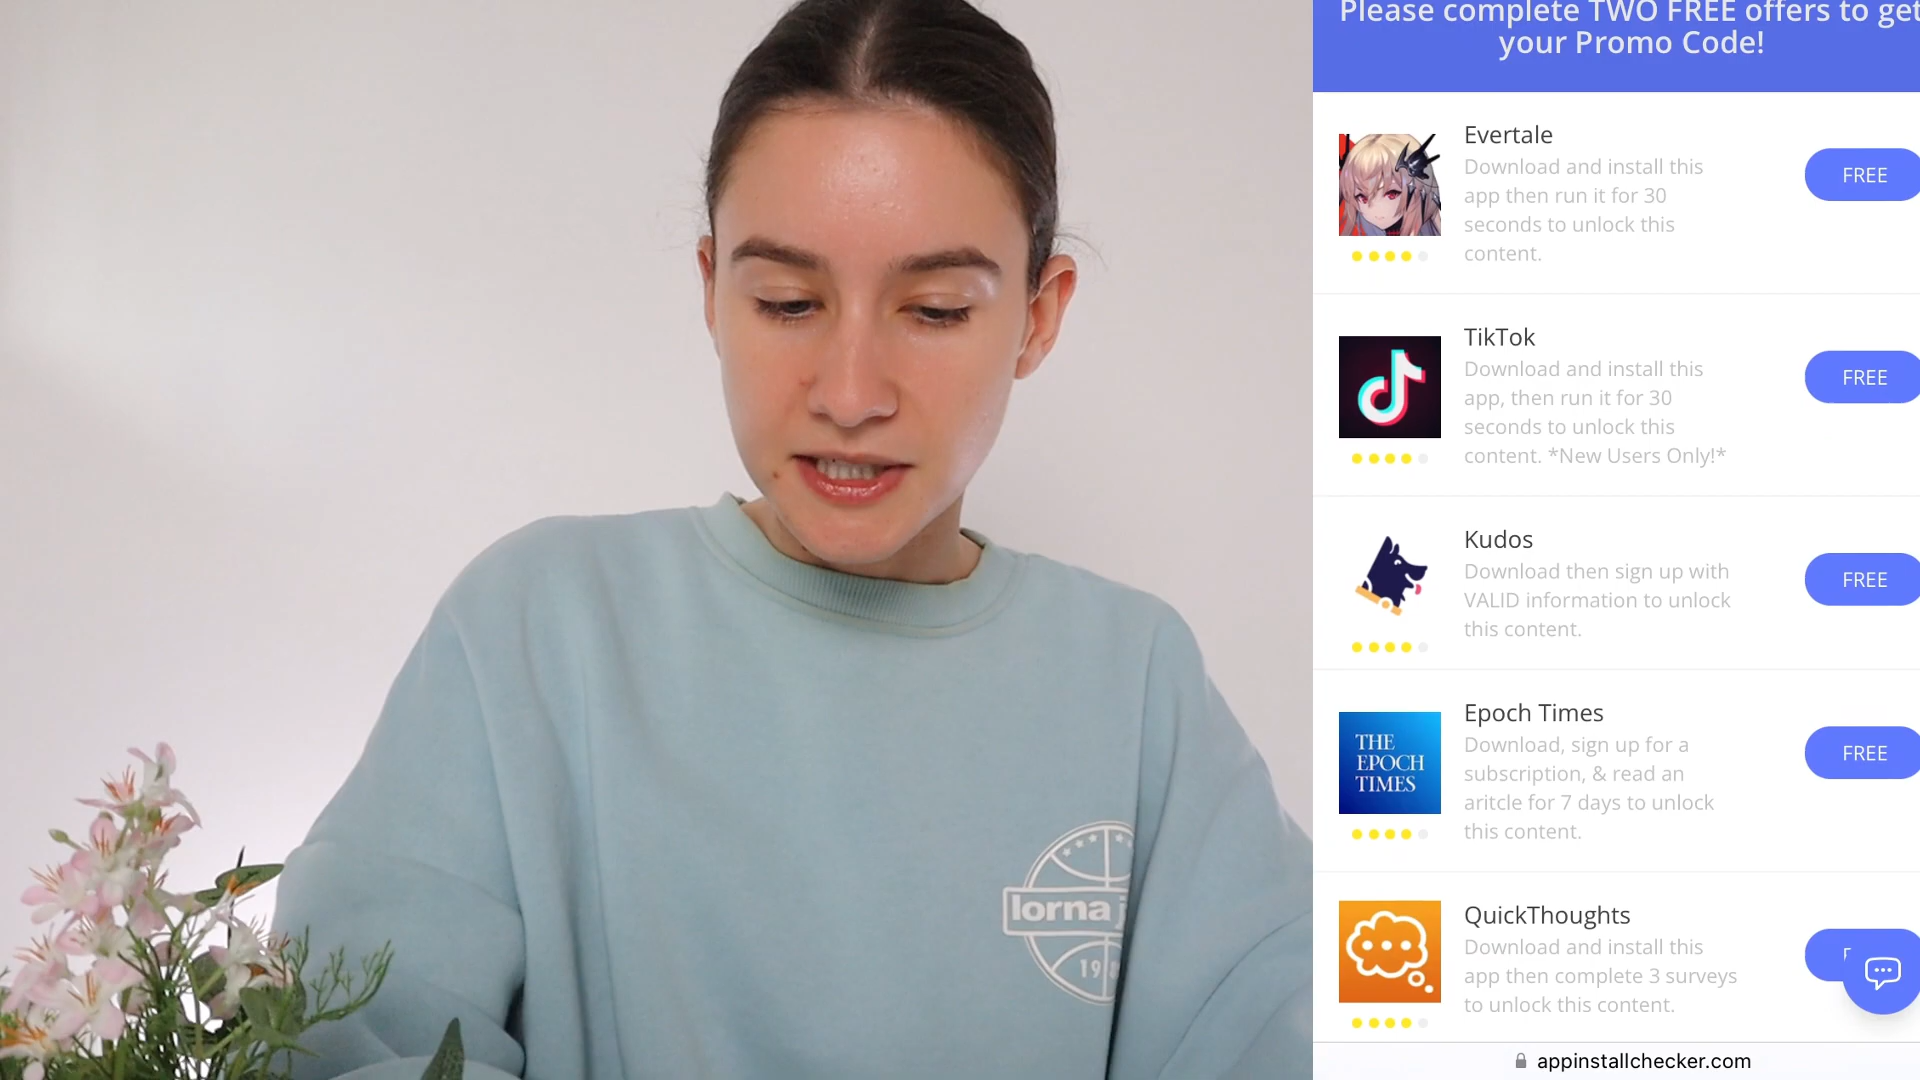 Please complete TWO FREE offers to get
your Promo Code!
Evertale
Download and install this
app then run it for 30
seconds to unlock this
content.
FREE
TikTok
Download and install this
app, then run it for 30
seconds to unlock this
content. *New Users Only!*
FREE
Kudos
Download then sign up with
VALID information to unlock
this content.
FREE
THE
EPOCH
TIMES
Epoch Times
Download, sign up for a
subscription, & read an
aritcle for 7 days to unlock
this content.
FREE
QuickThoughts
Download and install this
app then complete 3 surveys
to unlock this content.
appinstallchecker.com
lorna
19